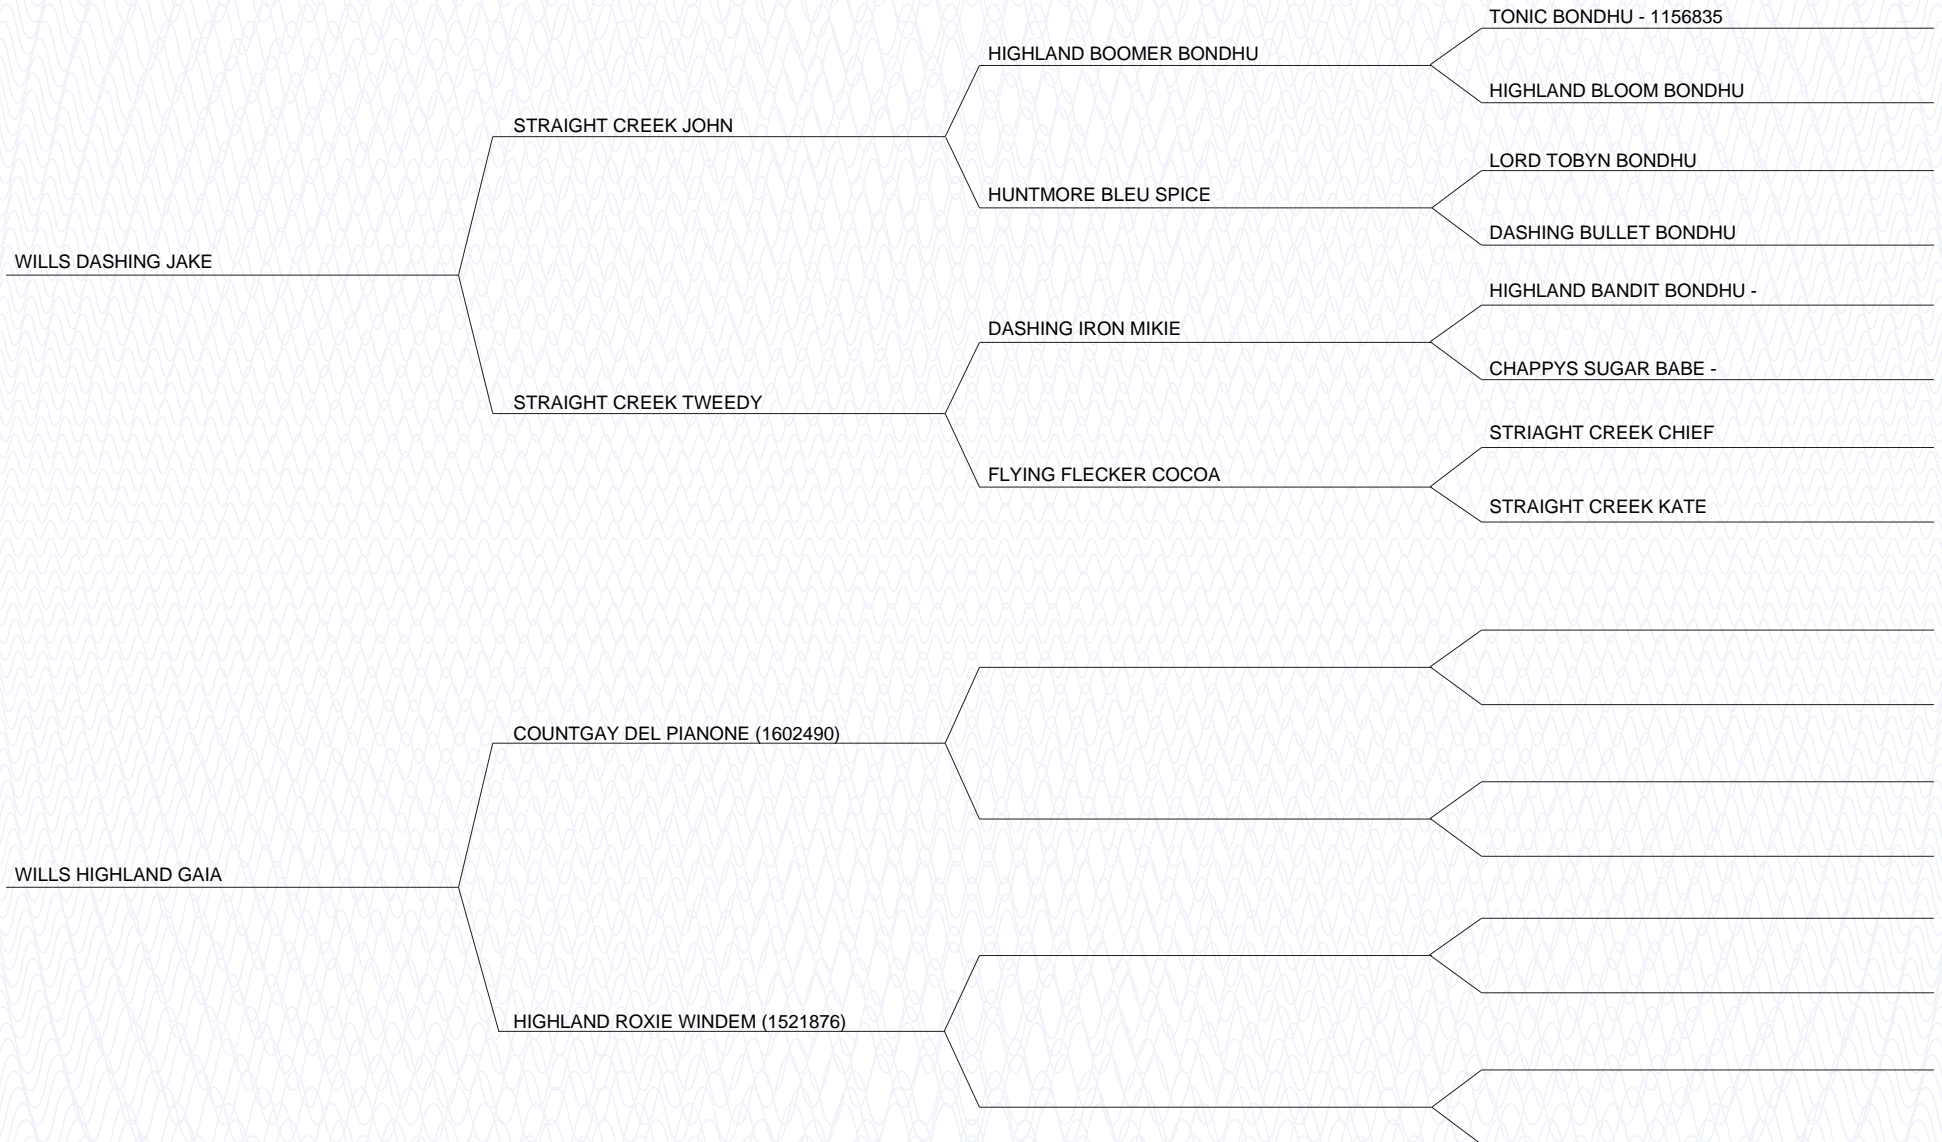 TONIC BONDHU - 1156835
HIGHLAND BOOMER BONDHU
HIGHLAND BLOOM BONDHU
STRAIGHT CREEK JOHN
LORD TOBYN BONDHU
HUNTMORE BLEU SPICE
DASHING BULLET BONDHU
WILLS DASHING JAKE
HIGHLAND BANDIT BONDHU -
DASHING IRON MIKIE
CHAPPYS SUGAR BABE -
STRAIGHT CREEK TWEEDY
STRIAGHT CREEK CHIEF
FLYING FLECKER COCOA
STRAIGHT CREEK KATE
COUNTGAY DEL PIANONE (1602490)
WILLS HIGHLAND GAIA
HIGHLAND ROXIE WINDEM (1521876)